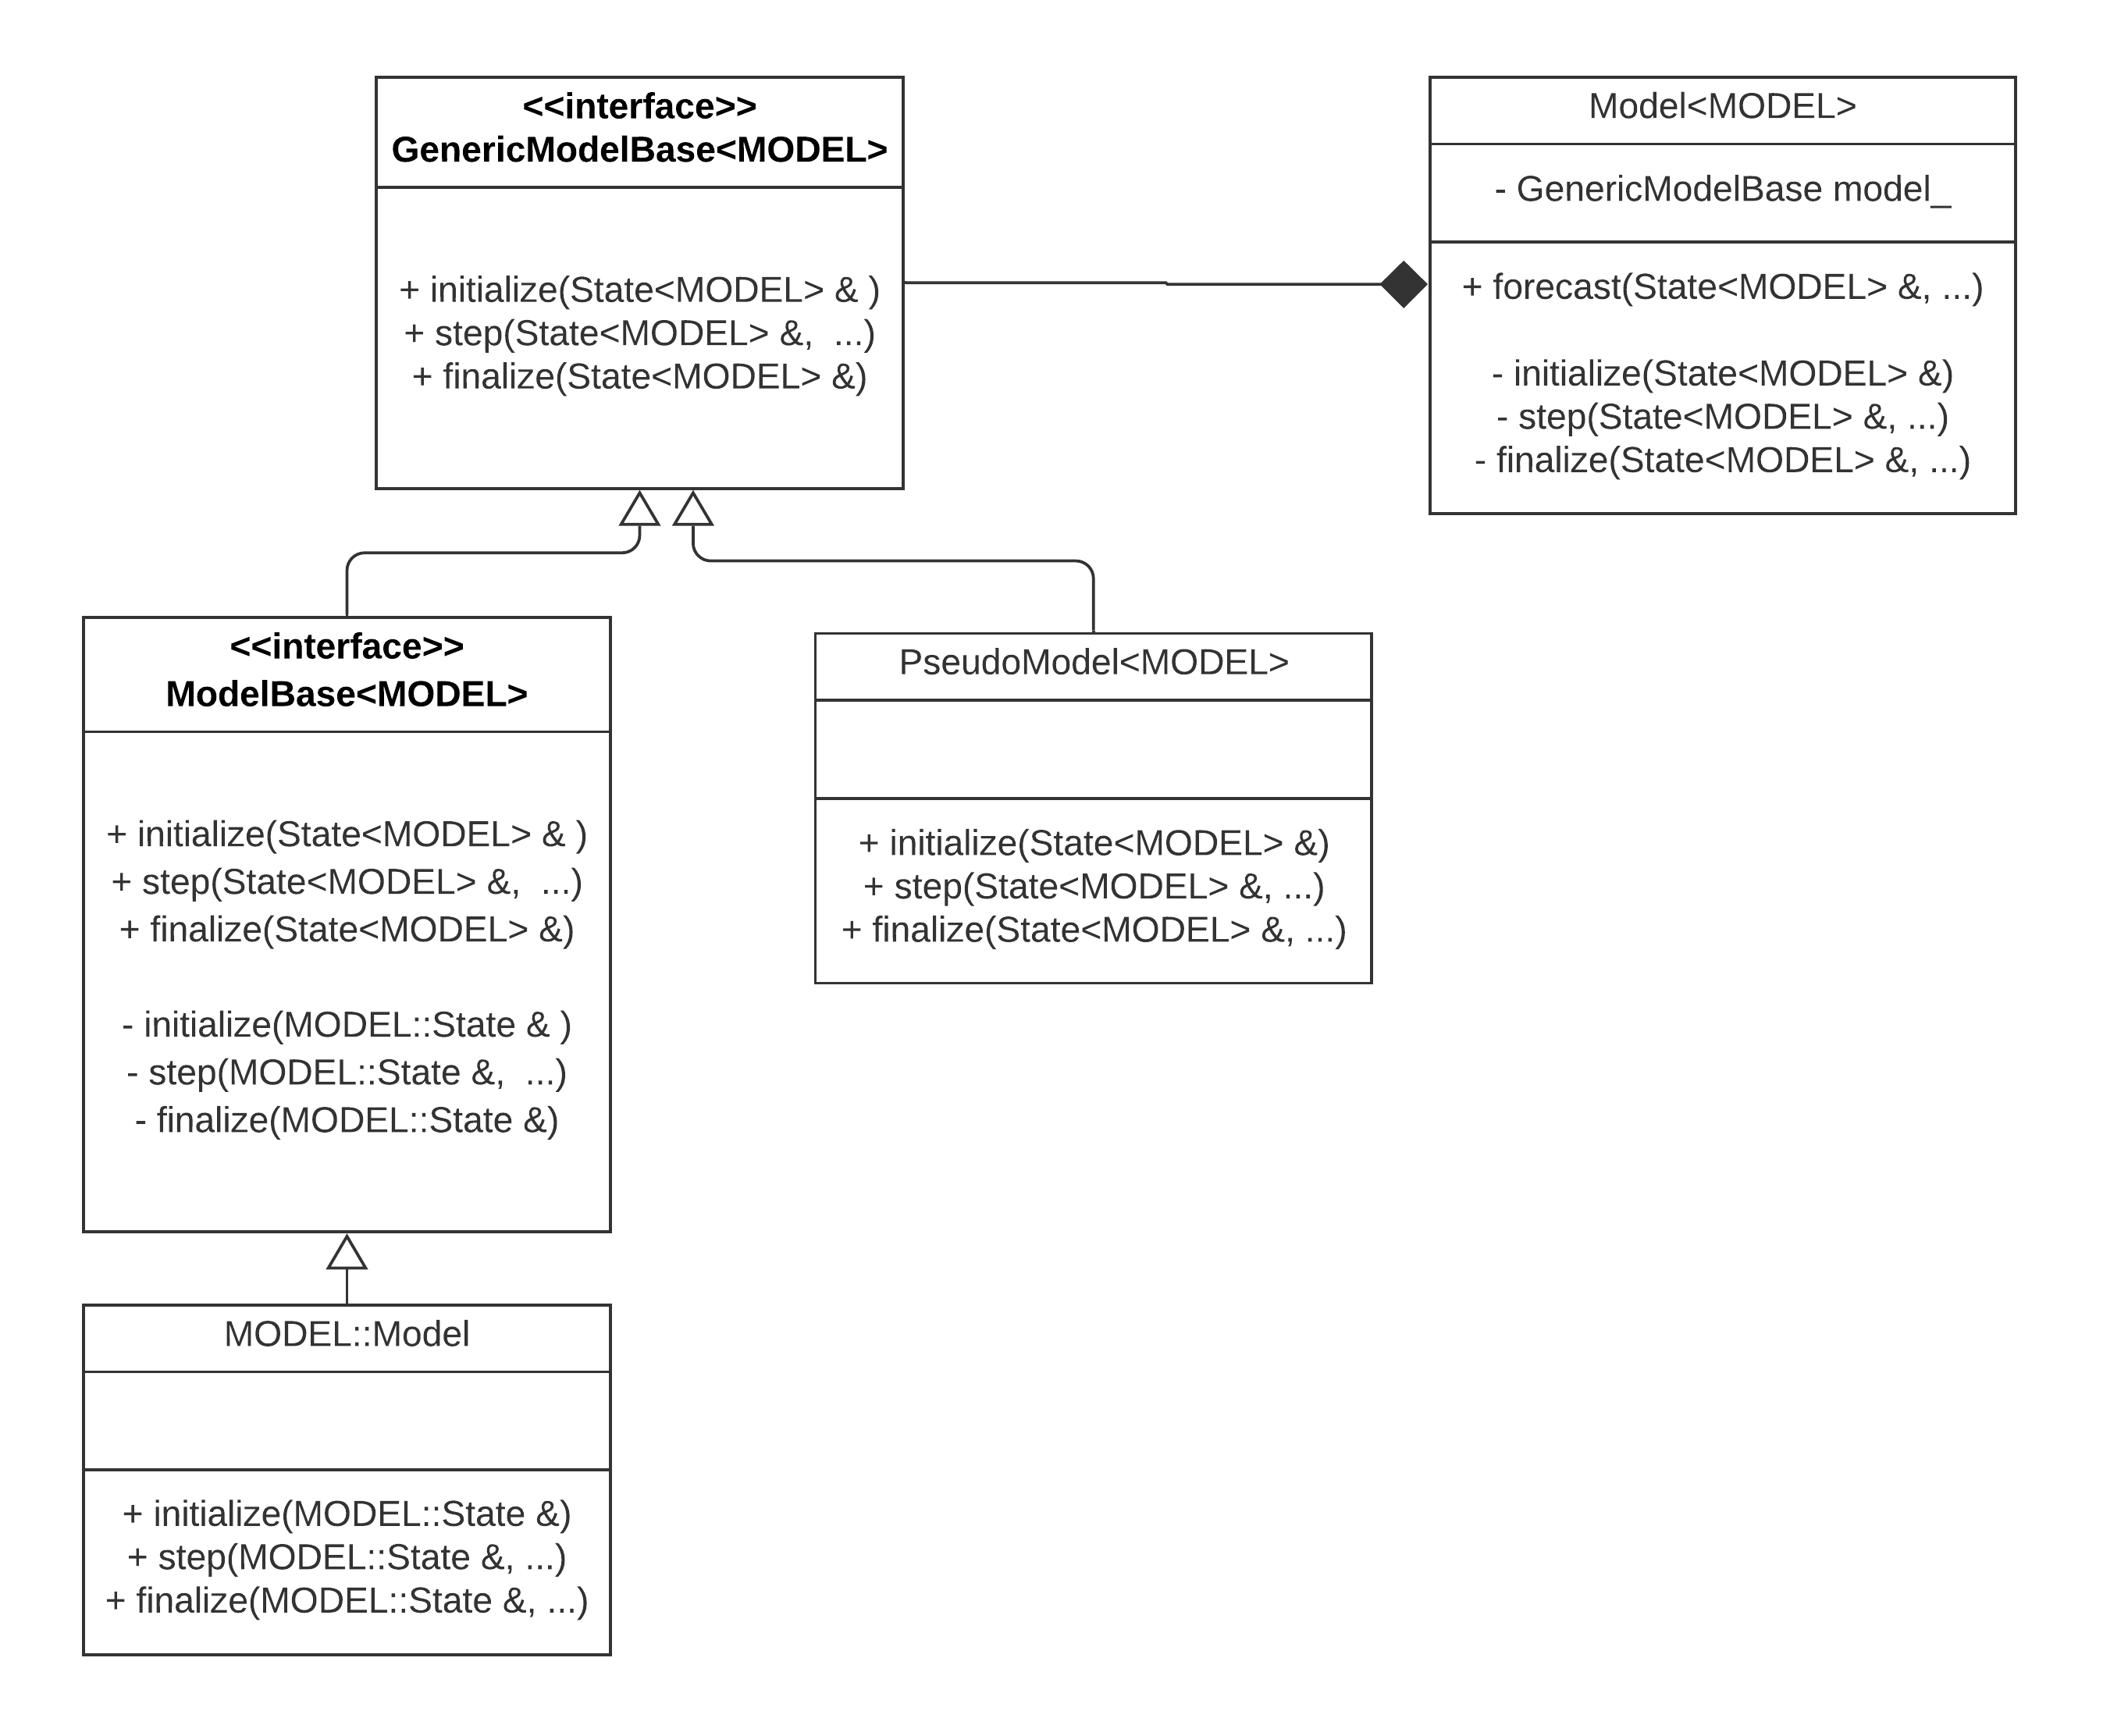 <<interface>>
GenericModelBase<MODEL>
+ initialize(State<MODEL> & )
+ step(State<MODEL> &,  ...)
+ finalize(State<MODEL> &)
Model<MODEL>
- GenericModelBase model_
+ forecast(State<MODEL> &, ...)
- initialize(State<MODEL> &)
- step(State<MODEL> &, ...)
- finalize(State<MODEL> &, ...)
<<interface>>
ModelBase<MODEL>
+ initialize(State<MODEL> & )
+ step(State<MODEL> &,  ...)
+ finalize(State<MODEL> &)
- initialize(MODEL::State & )
- step(MODEL::State &,  ...)
- finalize(MODEL::State &)
PseudoModel<MODEL>
+ initialize(State<MODEL> &)
+ step(State<MODEL> &, ...)
+ finalize(State<MODEL> &, ...)
MODEL::Model
+ initialize(MODEL::State &)
+ step(MODEL::State &, ...)
+ finalize(MODEL::State &, ...)